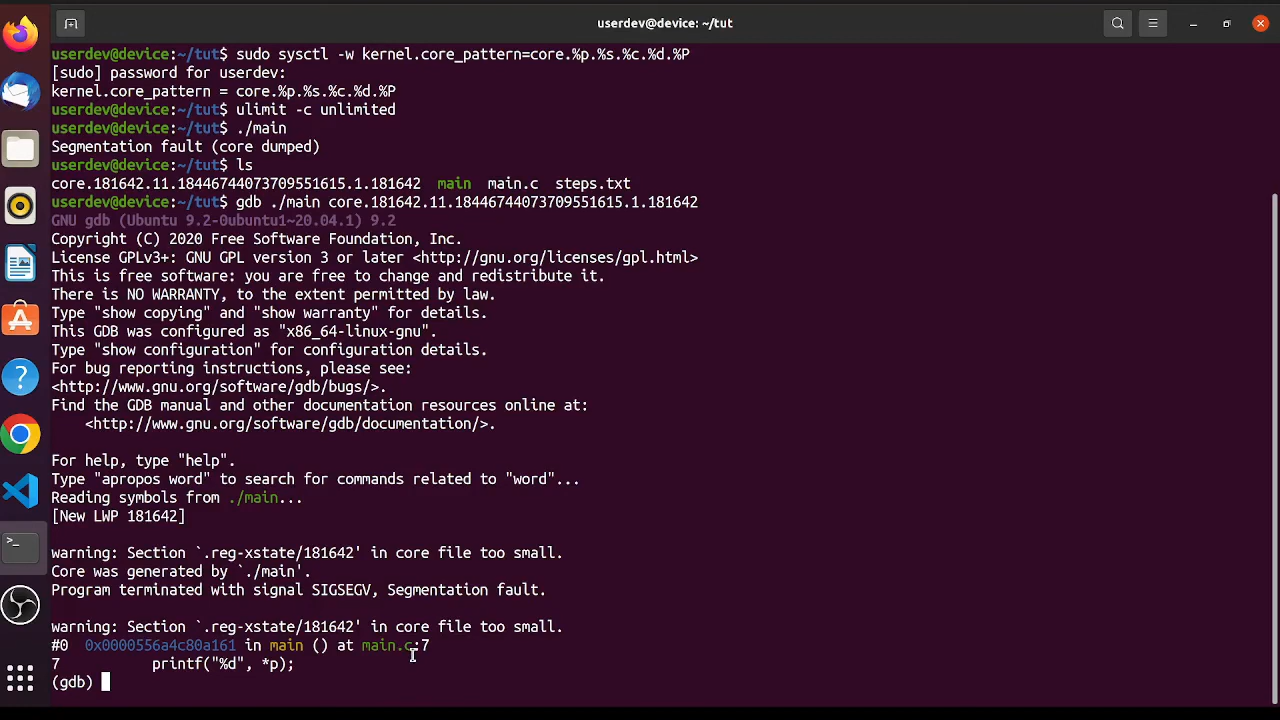 userdev@device: ~/tut
userdev@device:~/tut$ sudo sysctl -w kernel.core_pattern=core.%p.%s.%c.%d.%P
[sudo] password for userdev:
kernel.core_pattern = core.%p.%s.%c.%d.%P
userdev@device:~/tut$ ulimit -c unlimited
userdev@device:~/tut$ ./main
Segmentation fault (core dumped)
userdev@device:~/tut$ ls
core.181642.11.18446744073709551615.1.181642  main  main.c  steps.txt
userdev@device:~/tut$ gdb ./main core.181642.11.18446744073709551615.1.181642
GNU gdb (Ubuntu 9.2-0ubuntu1~20.04.1) 9.2
Copyright (C) 2020 Free Software Foundation, Inc.
License GPLv3+: GNU GPL version 3 or later <http://gnu.org/licenses/gpl.html>
This is free software: you are free to change and redistribute it.
There is NO WARRANTY, to the extent permitted by law.
Type "show copying" and "show warranty" for details.
This GDB was configured as "x86_64-linux-gnu".
Type "show configuration" for configuration details.
For bug reporting instructions, please see:
<http://www.gnu.org/software/gdb/bugs/>.
Find the GDB manual and other documentation resources online at:
    <http://www.gnu.org/software/gdb/documentation/>.
For help, type "help".
Type "apropos word" to search for commands related to "word"...
Reading symbols from ./main...
[New LWP 181642]
warning: Section `.reg-xstate/181642' in core file too small.
Core was generated by `./main'.
Program terminated with signal SIGSEGV, Segmentation fault.
warning: Section `.reg-xstate/181642' in core file too small.
#0  0x0000556a4c80a161 in main () at main.c:7
7           printf("%d", *p);
(gdb)